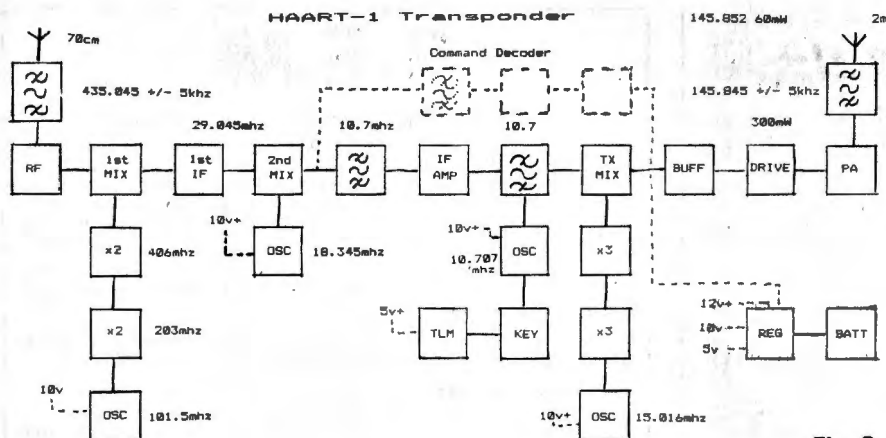 HAART-1 Transponder
145.852 60mW
2m
70cm
Command Decoder
435.045 +/- 5khz
145.845 +/- 5khz
29.045mhz
10.7mhz
10.7
300mW
RF
1st MIX
1st IF
2nd MIX
IF AMP
TX MIX
BUFF
DRIVE
PA
10v+
10v+
x2
406mhz
OSC
18.345mhz
OSC
10.707 mhz
x3
x2
203mhz
5v+
TLM
KEY
x3
12v+
10v
5v
REG
BATT
10v
OSC
101.5mhz
10v+
OSC
15.016mhz